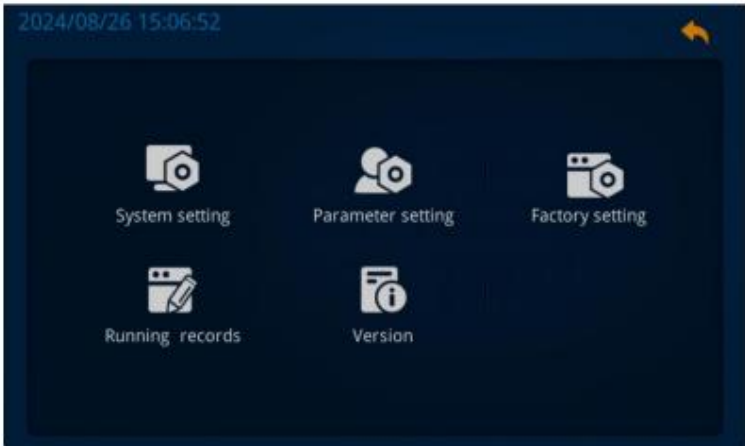 2024/08/26 15:06:52
System setting
Parameter setting
Factory setting
Running records
Version